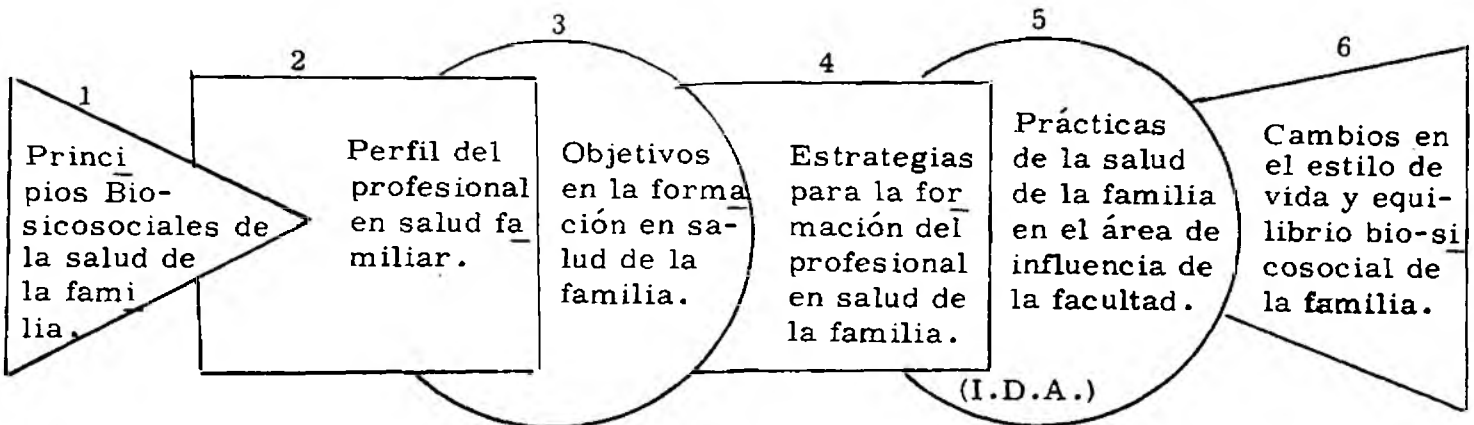 1
Princi
pios Bio-
sicosociales de
la salud de
la fami
lia.
2
Perfil del
profesional
en salud fa
miliar.
3
Objetivos
en la forma
ción en sa-
lud de la
familia.
4
Estrategias
para la for
mación del
profesional
en salud de
la familia.
5
Prácticas
de la salud
de la familia
en el área de
influencia de
la facultad.
(I.D.A.)
6
Cambios en
el estilo de
vida y equi-
librio bio-si
cosocial de
la familia.